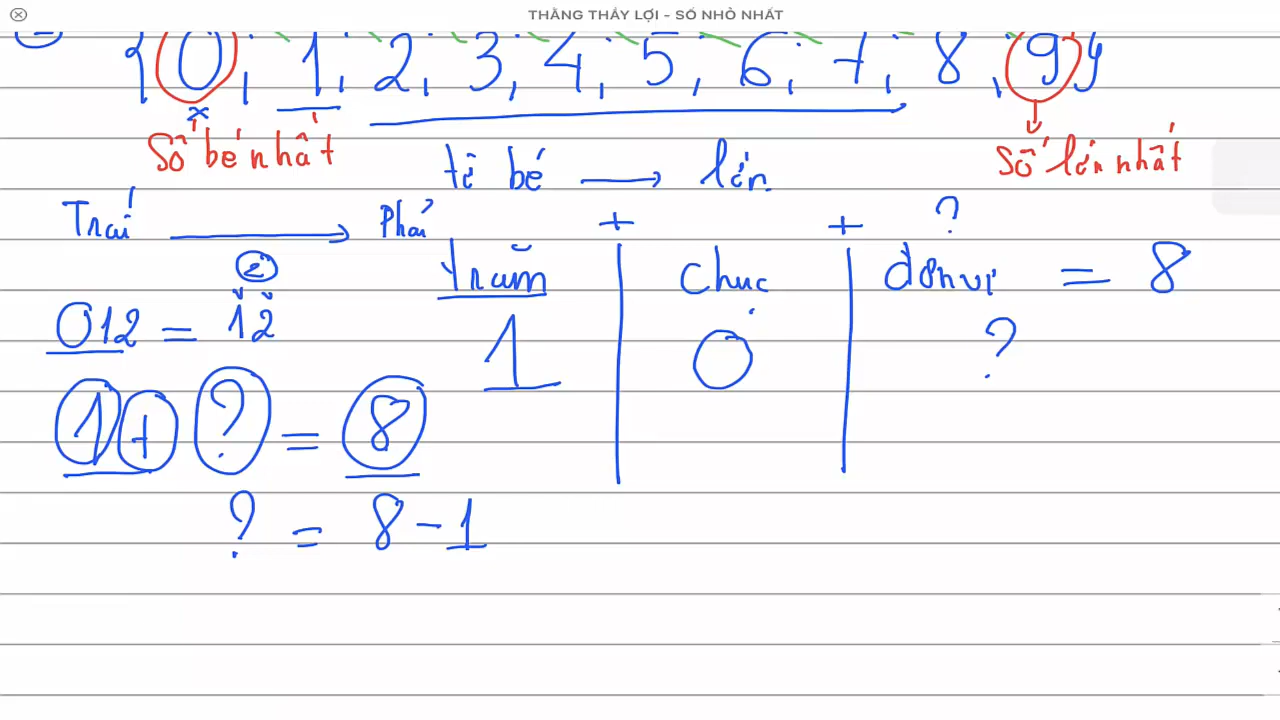 THẰNG THẦY LỢI - SỐ NHỎ NHẤT
{0; 1; 2; 3; 4; 5; 6; 7; 8, 9}
Số bé nhất
từ bé → lớn
Số lớn nhất
Trái → Phải
+ + ?
Trăm Chục đơn vị = 8
②
012 = 12
1 0 ?
1 + ? = 8
? = 8 - 1